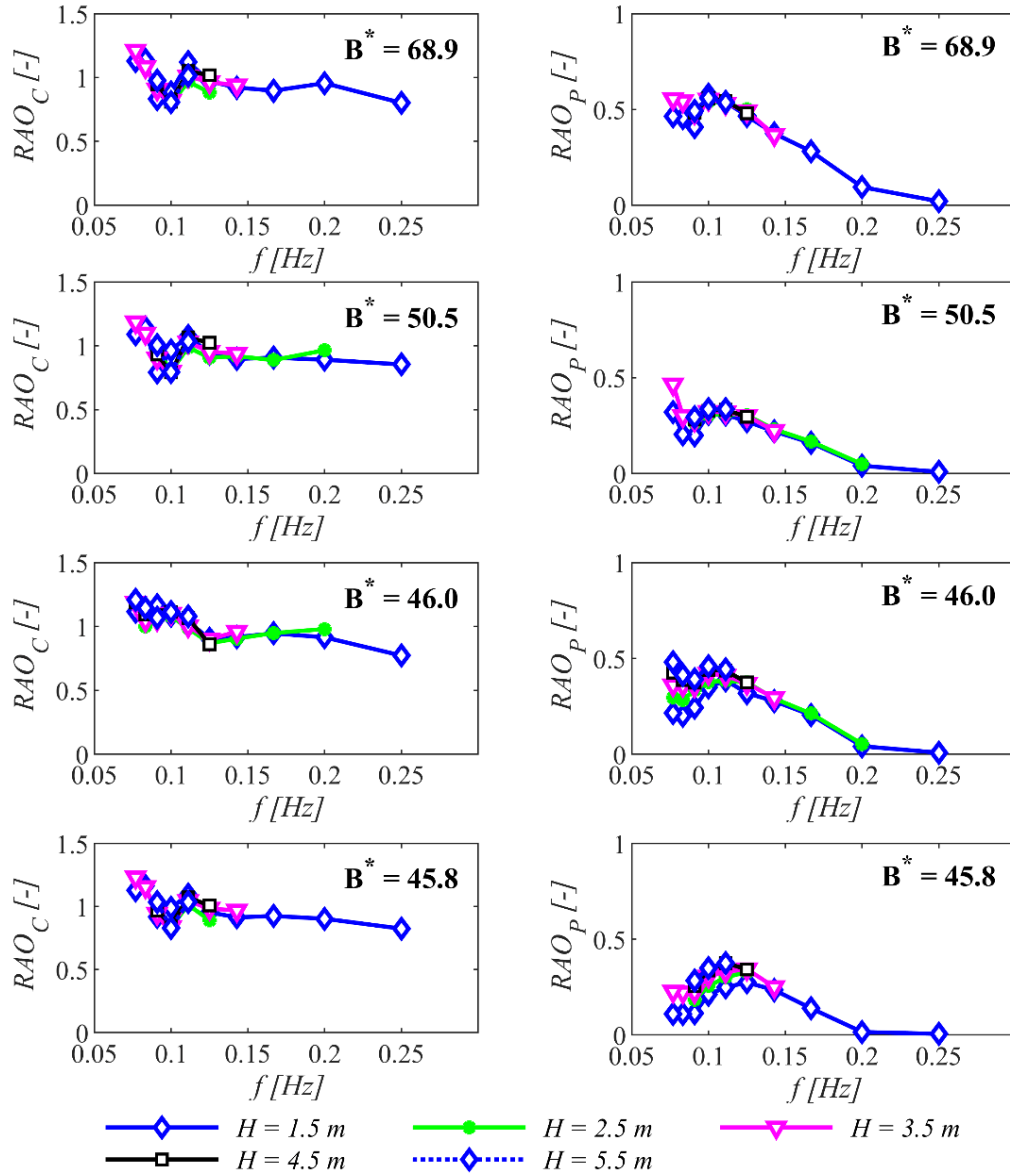 1.5
1
0.5
0
RAO_C [-]
B* = 68.9
0.05 0.1 0.15 0.2 0.25
f [Hz]
1
0.5
0
RAO_P [-]
B* = 68.9
0.05 0.1 0.15 0.2 0.25
f [Hz]
1.5
1
0.5
0
RAO_C [-]
B* = 50.5
0.05 0.1 0.15 0.2 0.25
f [Hz]
1
0.5
0
RAO_P [-]
B* = 50.5
0.05 0.1 0.15 0.2 0.25
f [Hz]
1.5
1
0.5
0
RAO_C [-]
B* = 46.0
0.05 0.1 0.15 0.2 0.25
f [Hz]
1
0.5
0
RAO_P [-]
B* = 46.0
0.05 0.1 0.15 0.2 0.25
f [Hz]
1.5
1
0.5
0
RAO_C [-]
B* = 45.8
0.05 0.1 0.15 0.2 0.25
f [Hz]
1
0.5
0
RAO_P [-]
B* = 45.8
0.05 0.1 0.15 0.2 0.25
f [Hz]
H = 1.5 m H = 2.5 m H = 3.5 m
H = 4.5 m H = 5.5 m